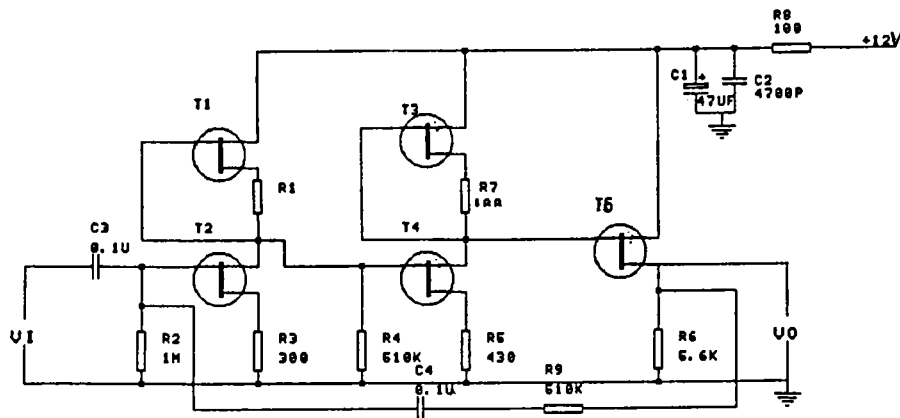 R8
100
+12V
C1
+
47UF
C2
4700P
T1
T3
R1
R7
T5
C3
0.1U
T2
T4
VI
R2
1M
R3
300
R4
510K
R5
430
R6
5.6K
VO
C4
0.1U
R9
510K